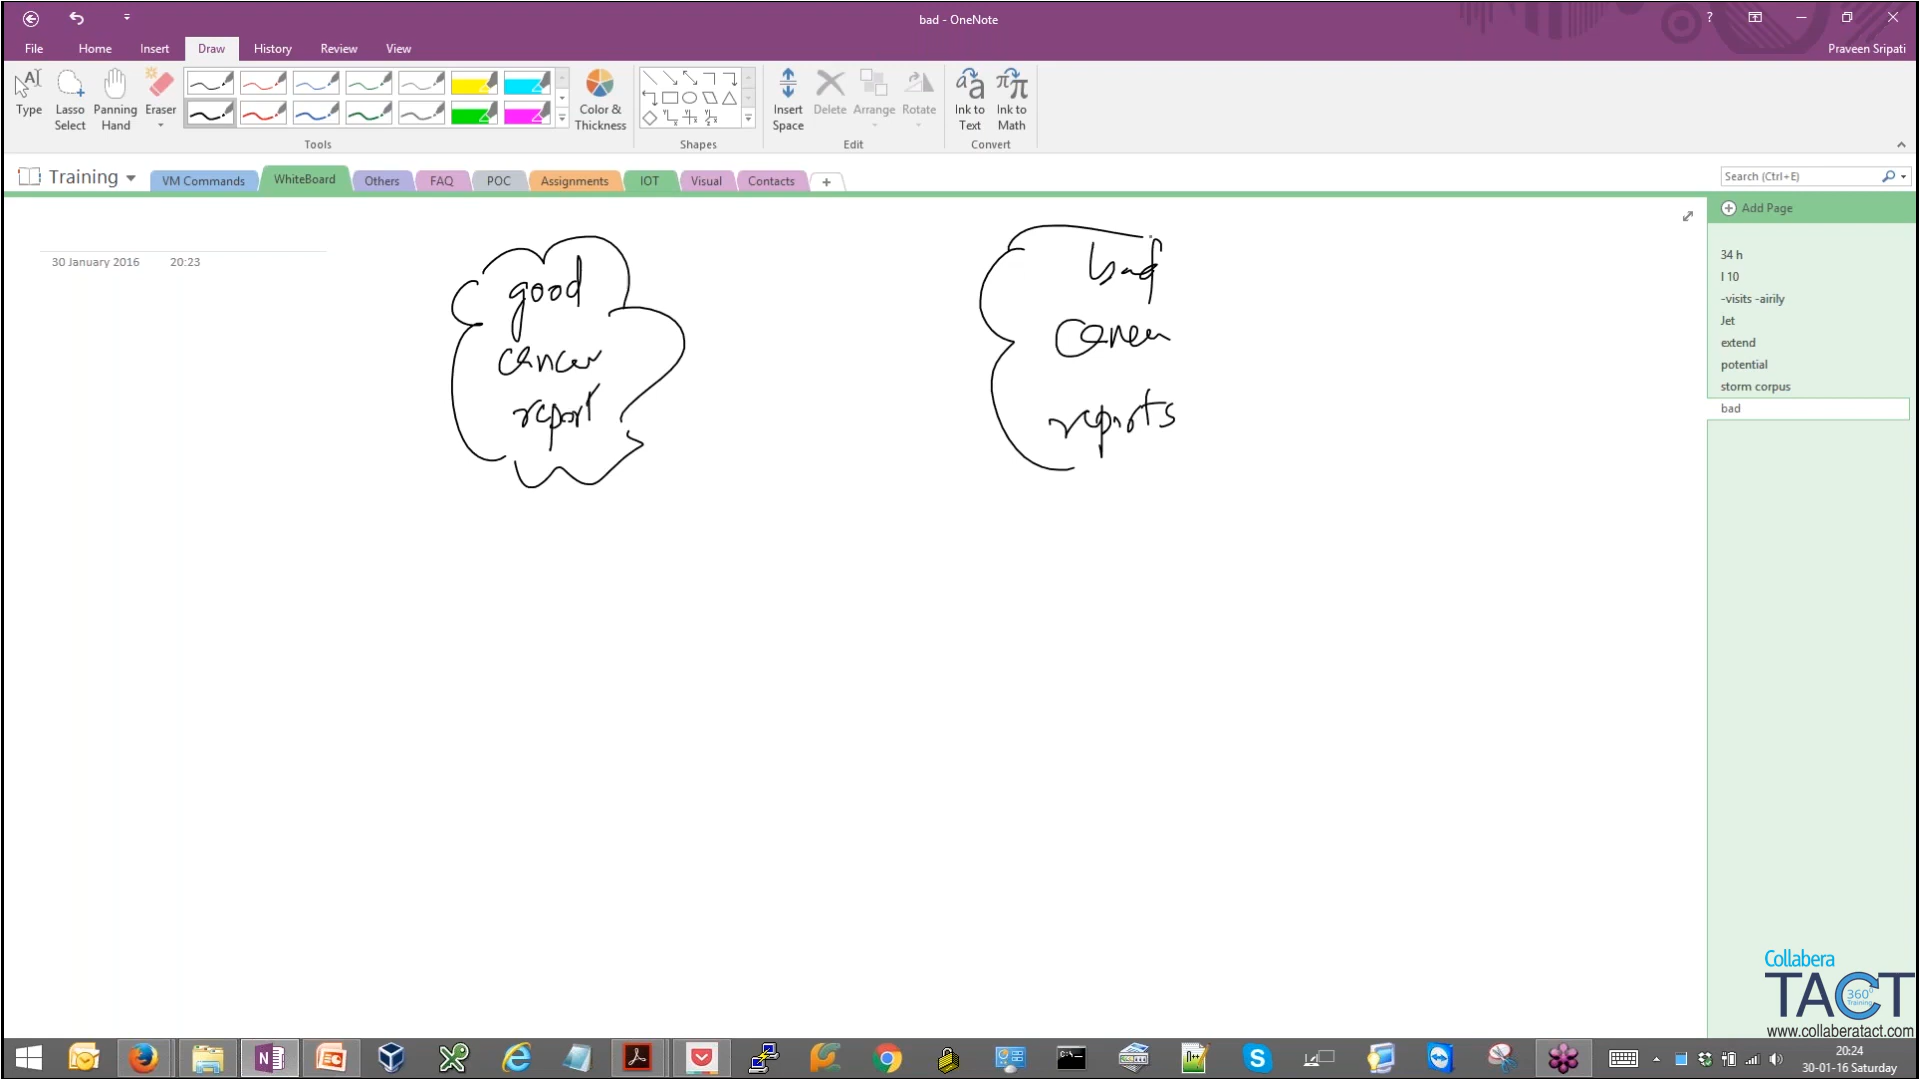 bad - OneNote
?
File Home Insert Draw History Review View
Praveen Sripati
Type
Lasso Select
Panning Hand
Eraser
Color & Thickness
Insert Space
Delete
Arrange
Rotate
Ink to Text
Ink to Math
Tools
Shapes
Edit
Convert
Training
VM Commands WhiteBoard Others FAQ POC Assignments IOT Visual Contacts +
Search (Ctrl+E)
Add Page
30 January 2016 20:23
good
cancer
report
bad
reports
34 h
I 10
-visits -airily
Jet
extend
potential
storm corpus
bad
Collabera
TACT
360°
Training
www.collaberatact.com
20:24
30-01-16 Saturday